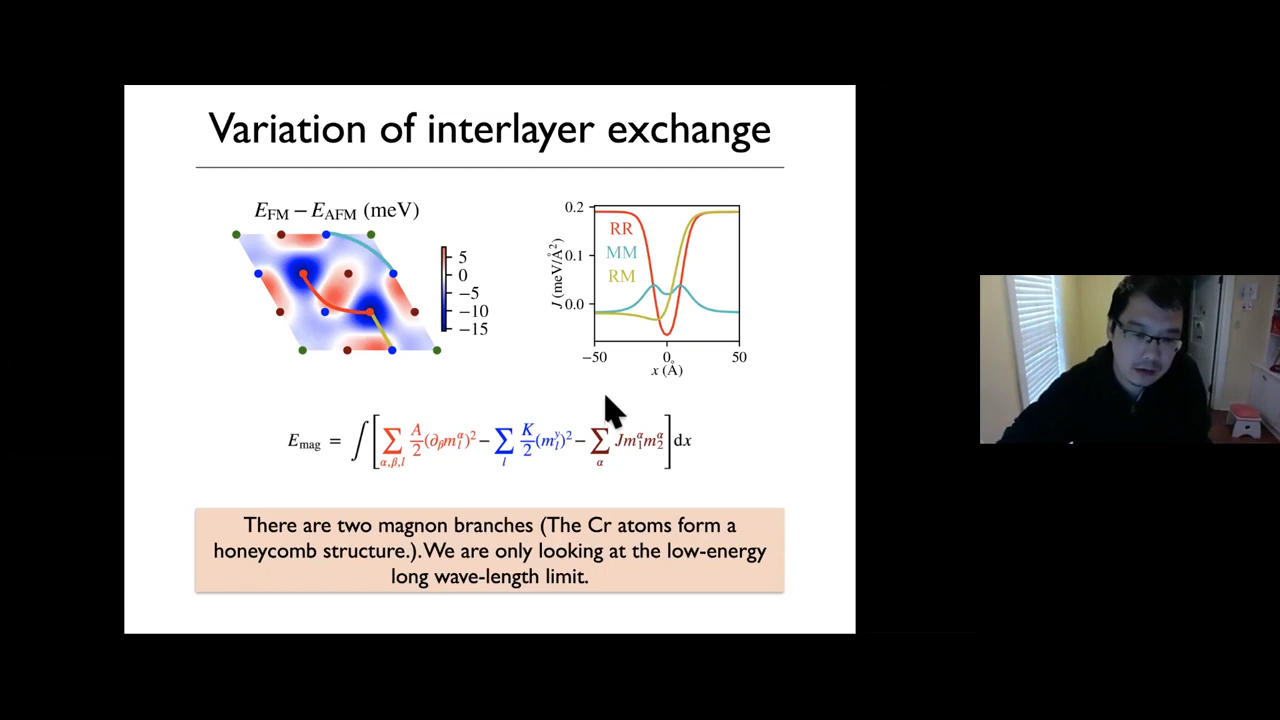 Variation of interlayer exchange
E_FM − E_AFM (meV)
5
0
−5
−10
−15
0.2
0.1
0.0
J (meV/Å²)
RR
MM
RM
−50
0
50
x (Å)
E_mag = ∫ [ ∑_{α,β,l} A/2 (∂_β m_l^α)² − ∑_l K/2 (m_l^y)² − ∑_α J m_1^α m_2^α ] dx
There are two magnon branches (The Cr atoms form a
honeycomb structure.). We are only looking at the low-energy
long wave-length limit.